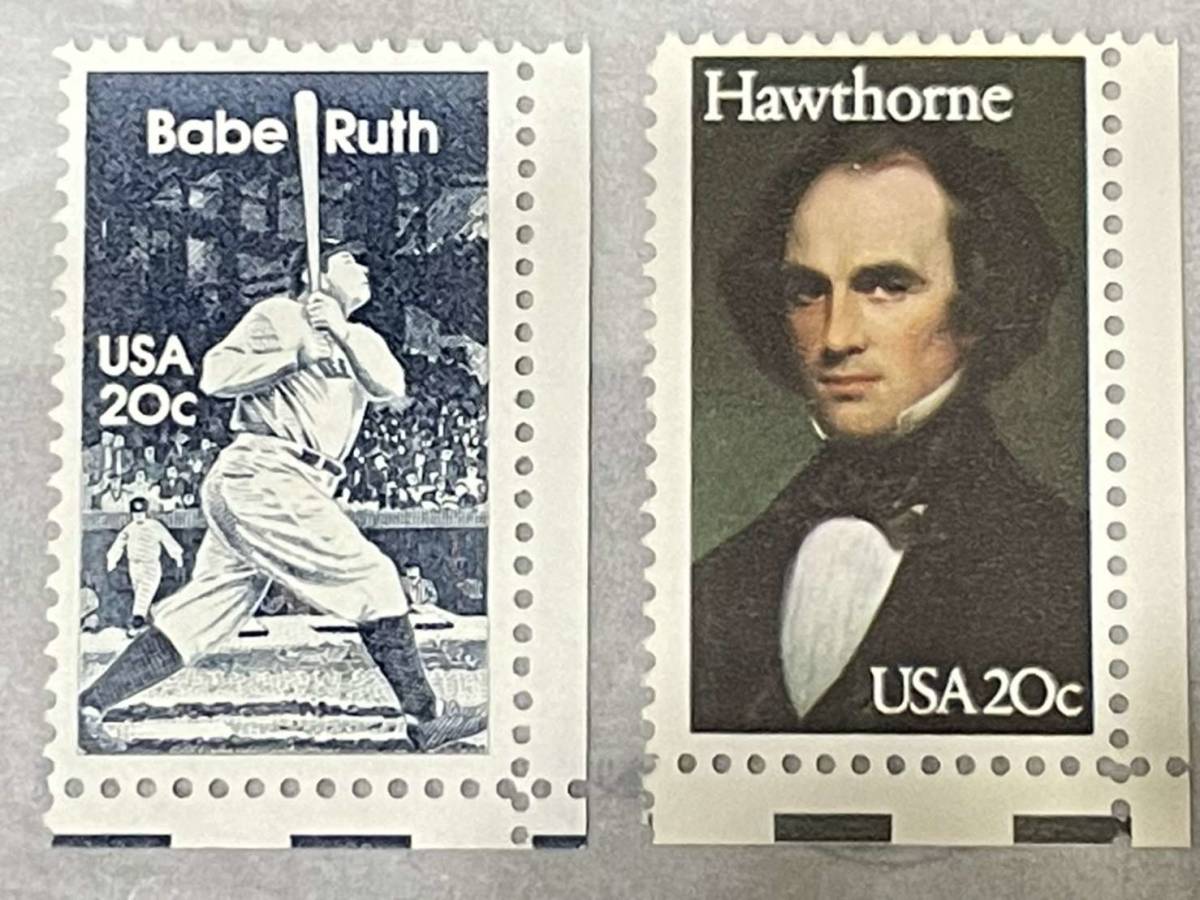 Babe Ruth
USA
20c
Hawthorne
USA 20c